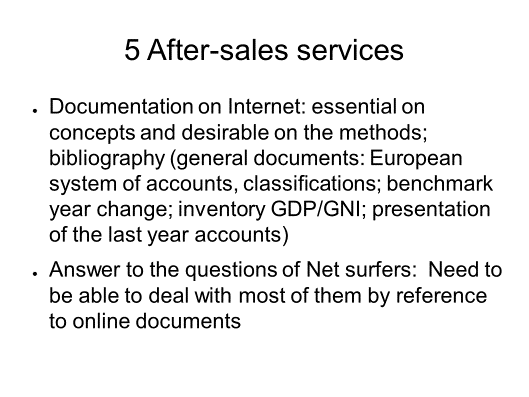 5 After-sales services
• Documentation on Internet: essential on
concepts and desirable on the methods;
bibliography (general documents: European
system of accounts, classifications; benchmark
year change; inventory GDP/GNI; presentation
of the last year accounts)
• Answer to the questions of Net surfers:  Need to
be able to deal with most of them by reference
to online documents